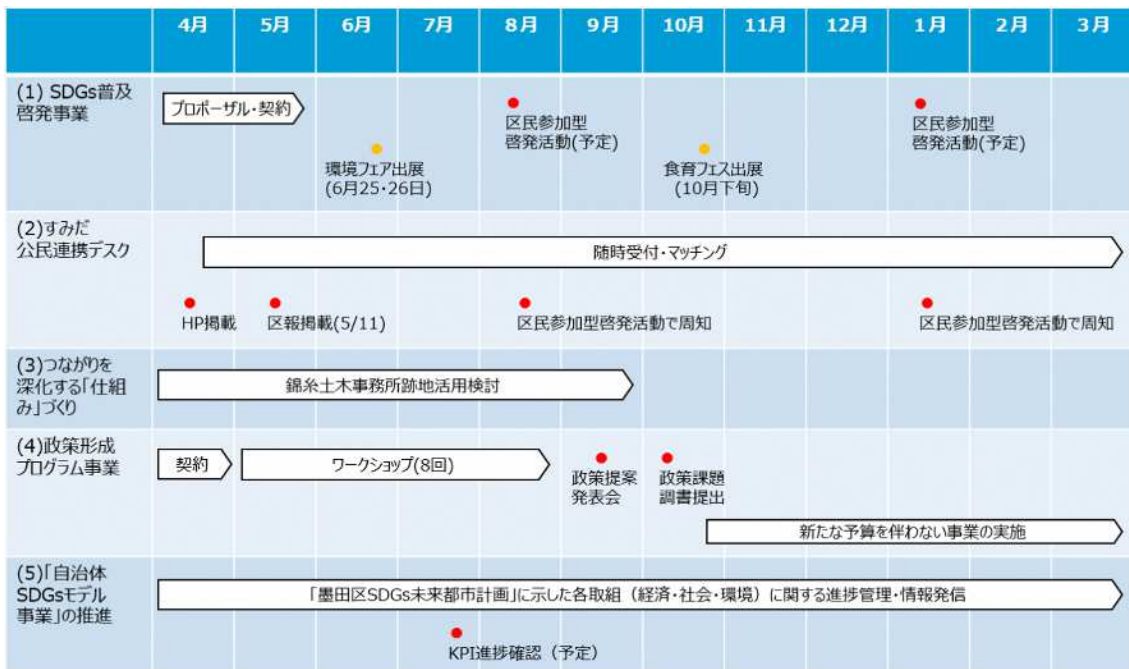 4月 5月 6月 7月 8月 9月 10月 11月 12月 1月 2月 3月
(1) SDGs普及
啓発事業
プロポーザル・契約
環境フェア出展
(6月25・26日)
区民参加型
啓発活動(予定)
食育フェス出展
(10月下旬)
区民参加型
啓発活動(予定)
(2)すみだ
公民連携デスク
随時受付・マッチング
HP掲載
区報掲載(5/11)
区民参加型啓発活動で周知
区民参加型啓発活動で周知
(3)つながりを
深化する「仕組
み」づくり
錦糸土木事務所跡地活用検討
(4)政策形成
プログラム事業
契約
ワークショップ(8回)
政策提案
発表会
政策課題
調書提出
新たな予算を伴わない事業の実施
(5)「自治体
SDGsモデル
事業」の推進
「墨田区SDGs未来都市計画」に示した各取組（経済・社会・環境）に関する進捗管理・情報発信
KPI進捗確認（予定）